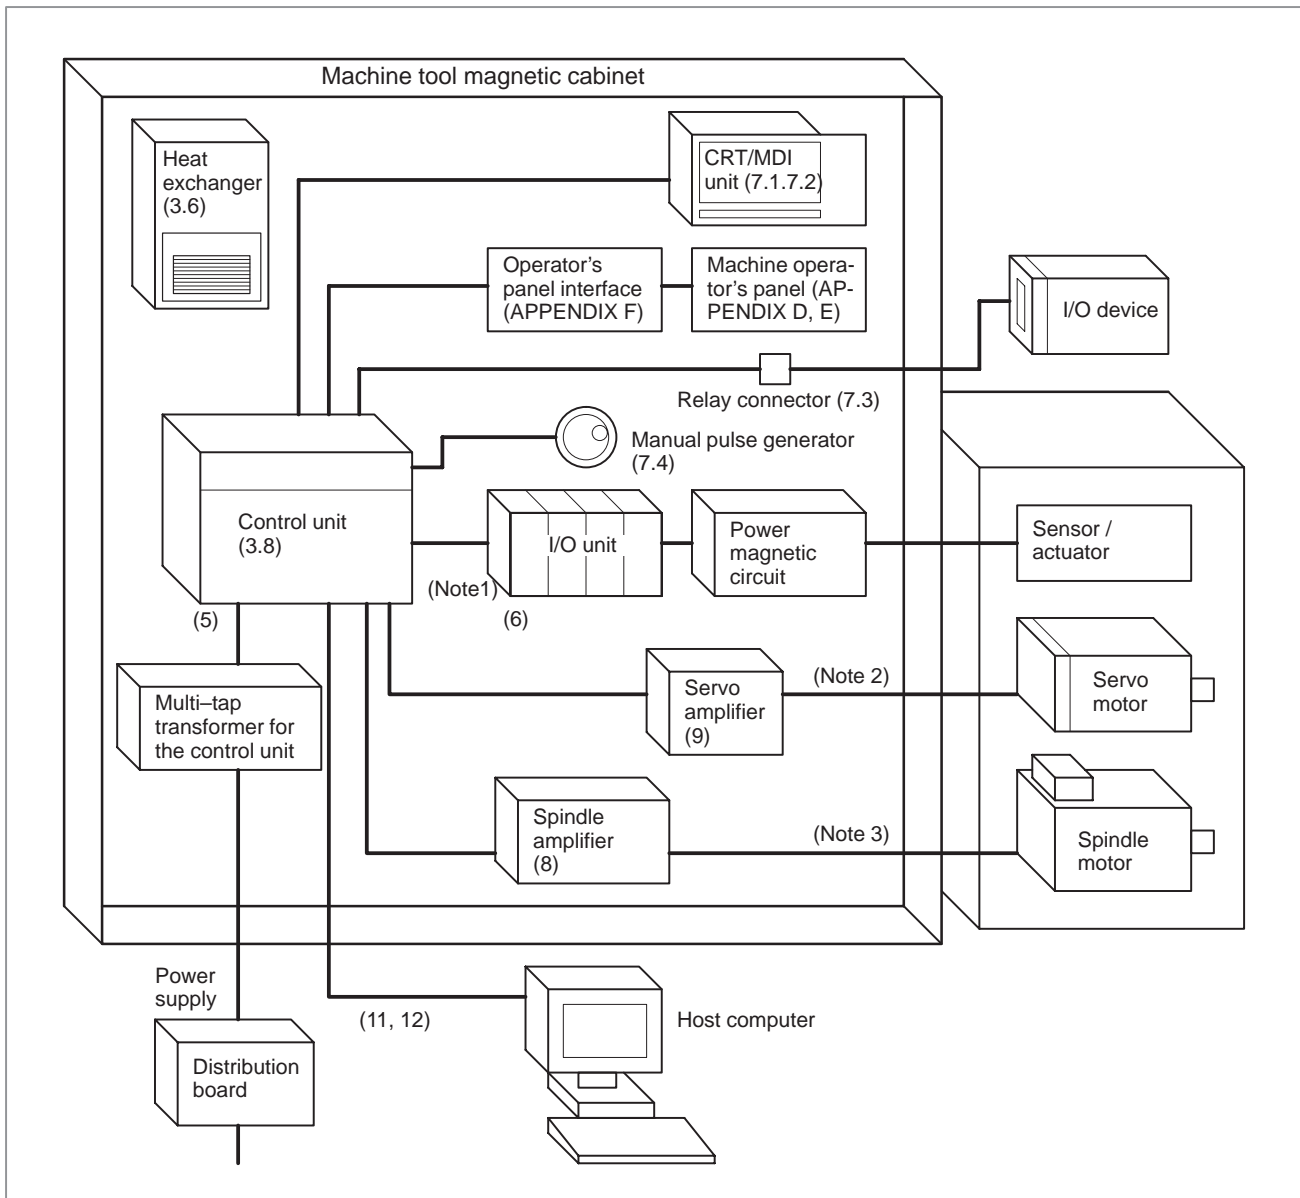 Machine tool magnetic cabinet
Heat
exchanger
(3.6)
CRT/MDI
unit (7.1.7.2)
Operator's
panel interface
(APPENDIX F)
Machine opera-
tor's panel (AP-
PENDIX D, E)
I/O device
Relay connector (7.3)
Manual pulse generator
(7.4)
Control unit
(3.8)
I/O unit
Power
magnetic
circuit
Sensor /
actuator
(Note1)
(5)
(6)
Multi–tap
transformer for
the control unit
Servo
amplifier
(9)
(Note 2)
Servo
motor
Spindle
amplifier
(8)
(Note 3)
Spindle
motor
Power
supply
(11, 12)
Host computer
Distribution
board